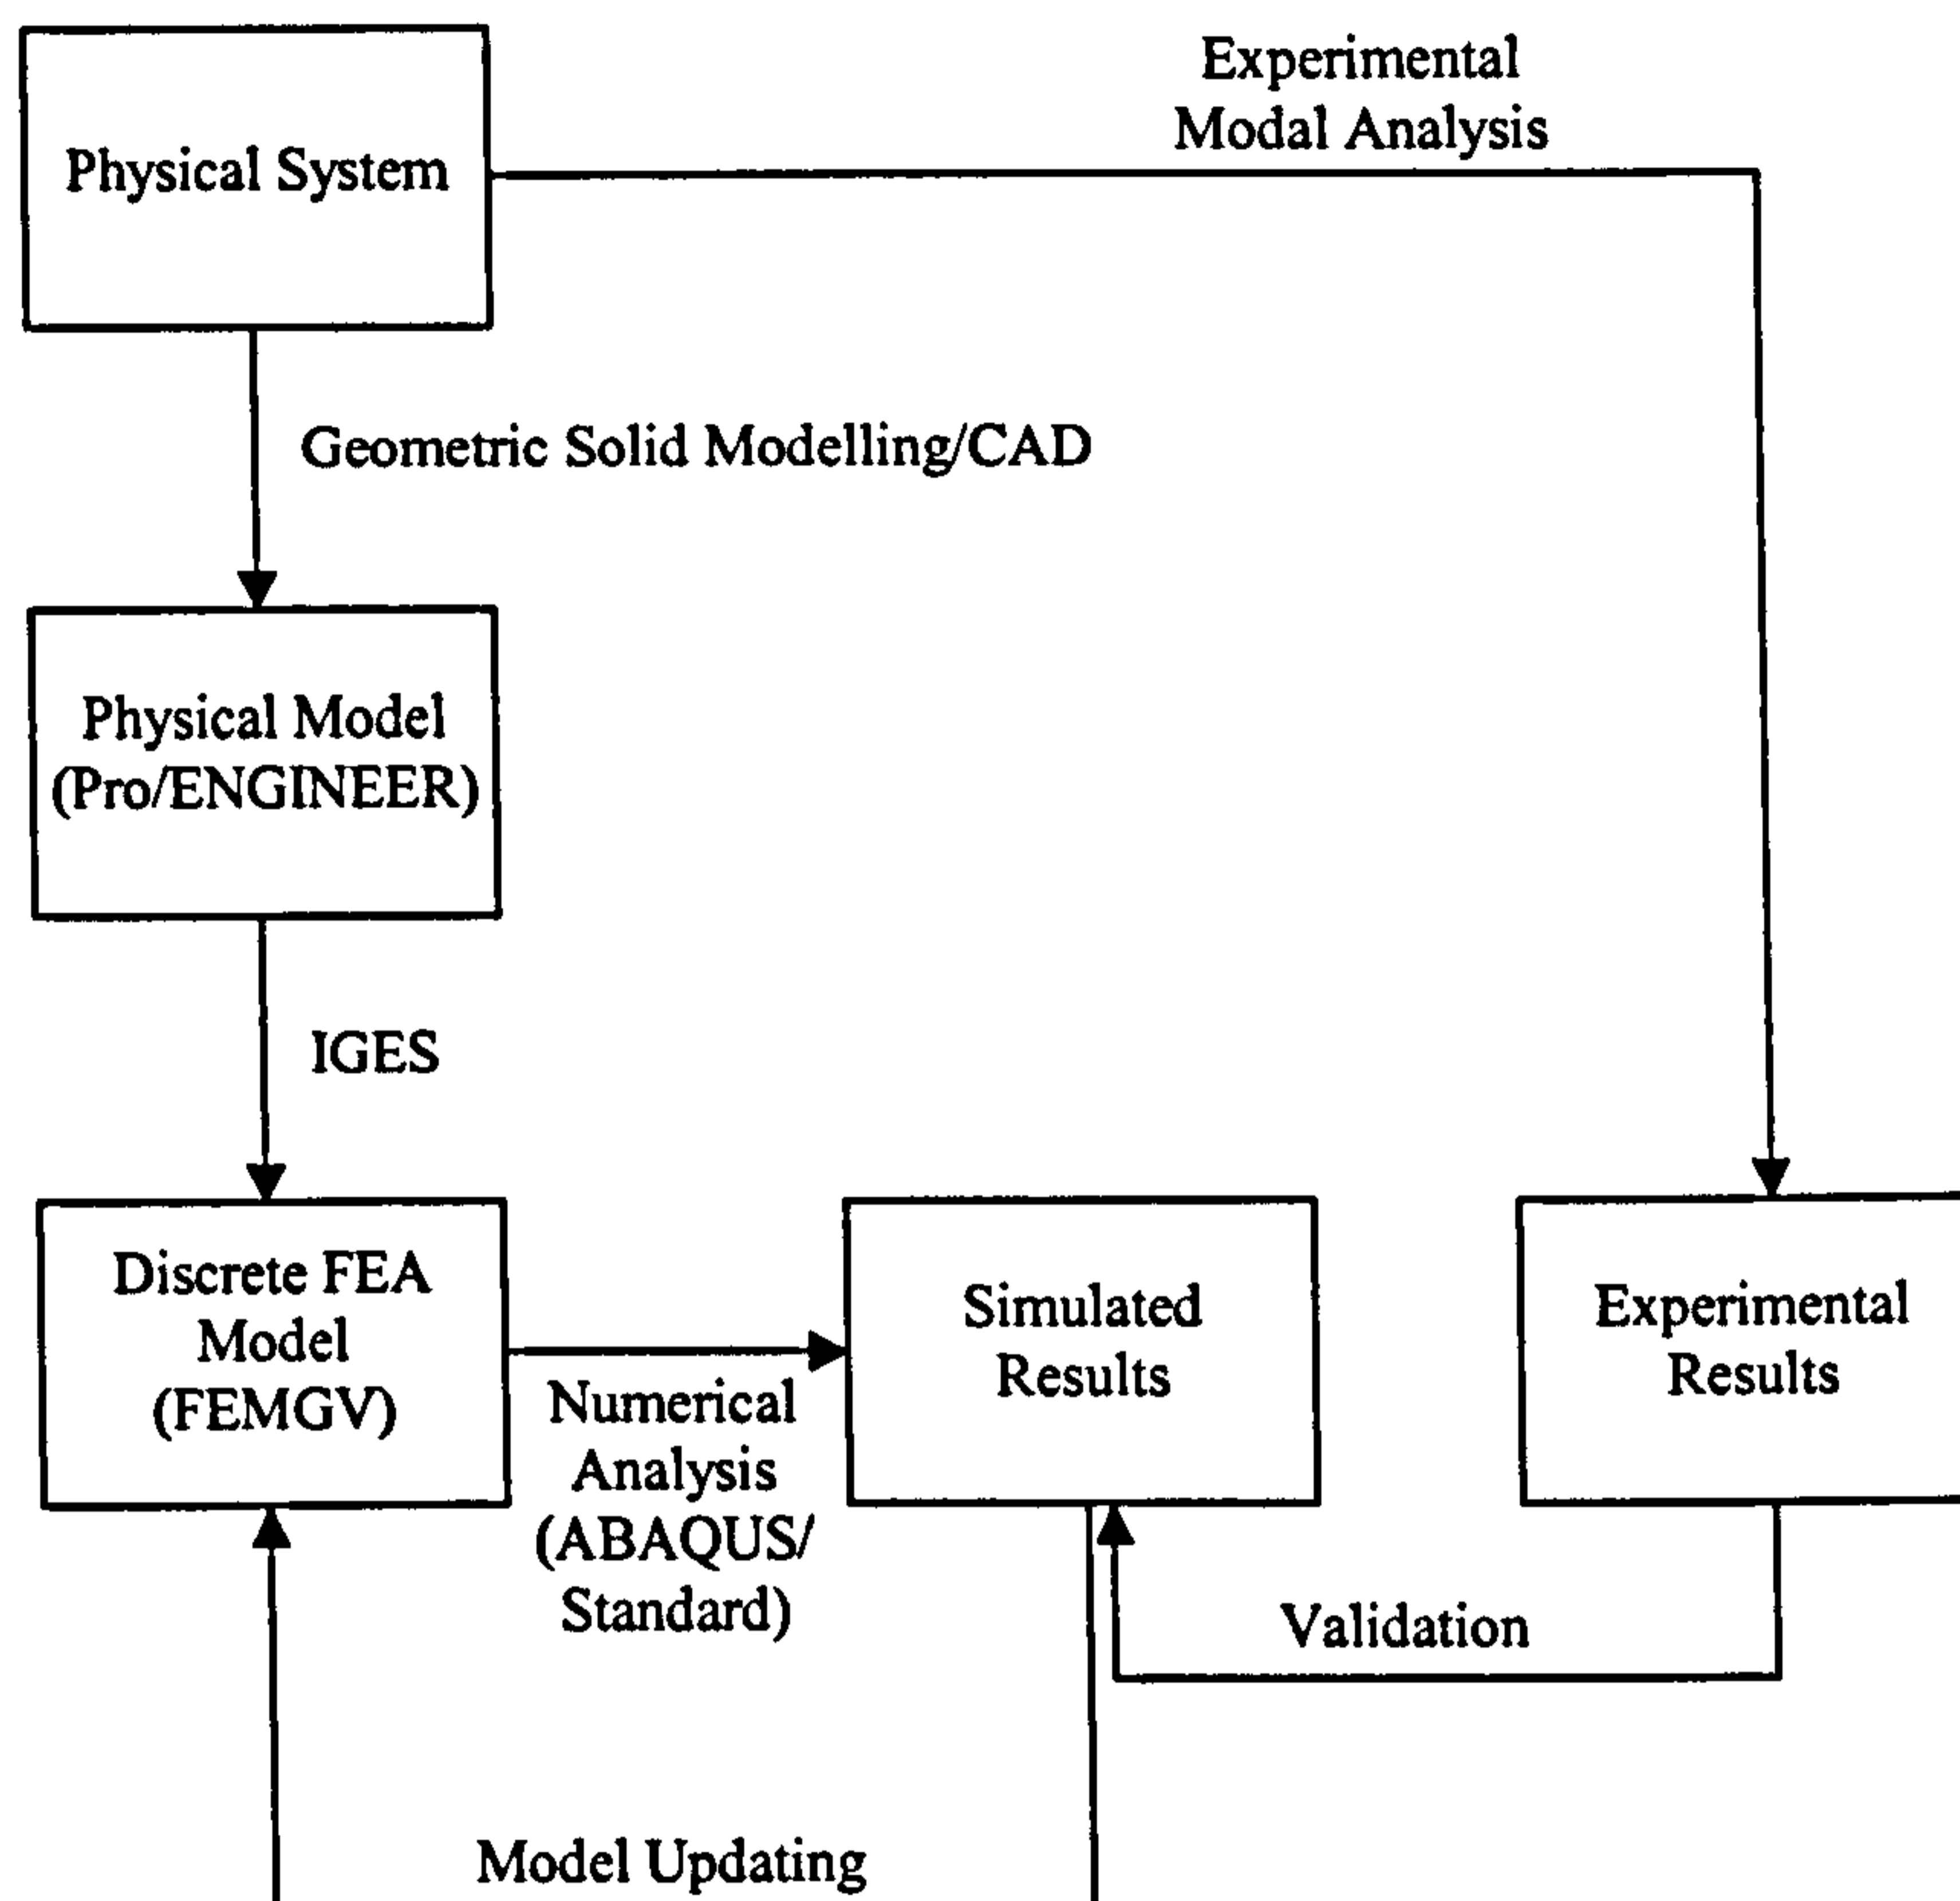 Experimental
Modal Analysis
Physical System
Geometric Solid Modelling/CAD
Physical Model
(Pro/ENGINEER)
IGES
Discrete FEA
Model
(FEMGV)
Numerical
Analysis
(ABAQUS/
Standard)
Simulated
Results
Experimental
Results
Validation
Model Updating